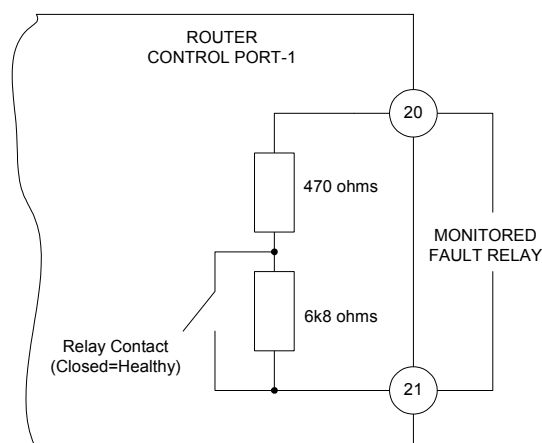 ROUTER
CONTROL PORT-1
20
470 ohms
MONITORED
FAULT RELAY
6k8 ohms
Relay Contact
(Closed=Healthy)
21